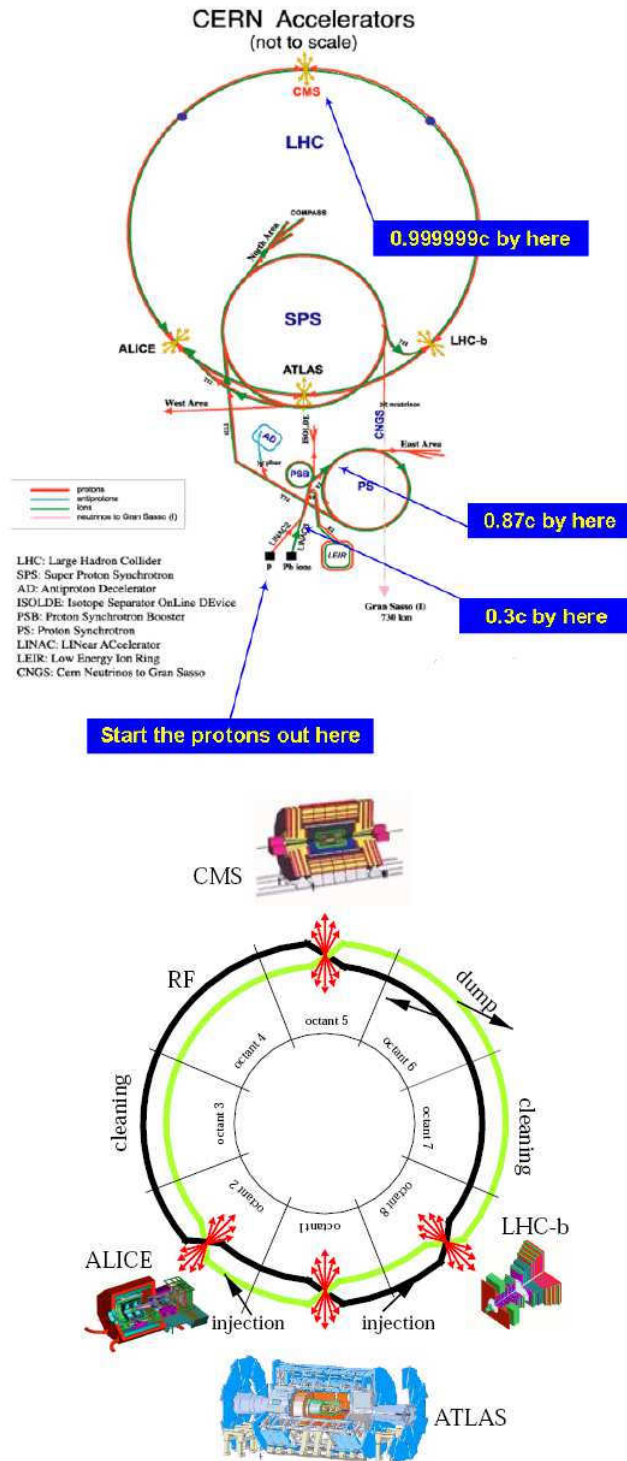 CERN Accelerators
(not to scale)
CMS
LHC
COMPASS
North Area
0.999999c by here
SPS
ALICE
LHC-b
ATLAS
West Area
CNGS
neutrinos
ISOLDE
East Area
AD
PSB
PS
0.87c by here
LINAC2
LINAC3
LEIR
p
Pb ions
protons
antiprotons
ions
neutrinos to Gran Sasso (I)
LHC: Large Hadron Collider
SPS: Super Proton Synchrotron
AD: Antiproton Decelerator
ISOLDE: Isotope Separator OnLine DEvice
PSB: Proton Synchrotron Booster
PS: Proton Synchrotron
LINAC: LINear ACcelerator
LEIR: Low Energy Ion Ring
CNGS: Cern Neutrinos to Gran Sasso
Gran Sasso (I)
730 km
0.3c by here
Start the protons out here
CMS
RF
dump
octant 5
octant 4
octant 6
cleaning
octant 3
octant 7
cleaning
octant 2
octant1
octant 8
LHC-b
ALICE
injection
injection
ATLAS